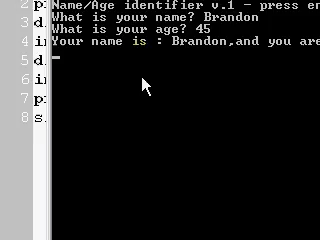 Name/Age identifier v.1 - press en
What is your name? Brandon
What is your age? 45
Your name is : Brandon,and you are
2 p
3 d
4 i
5 d
6 i
7 p
8 s